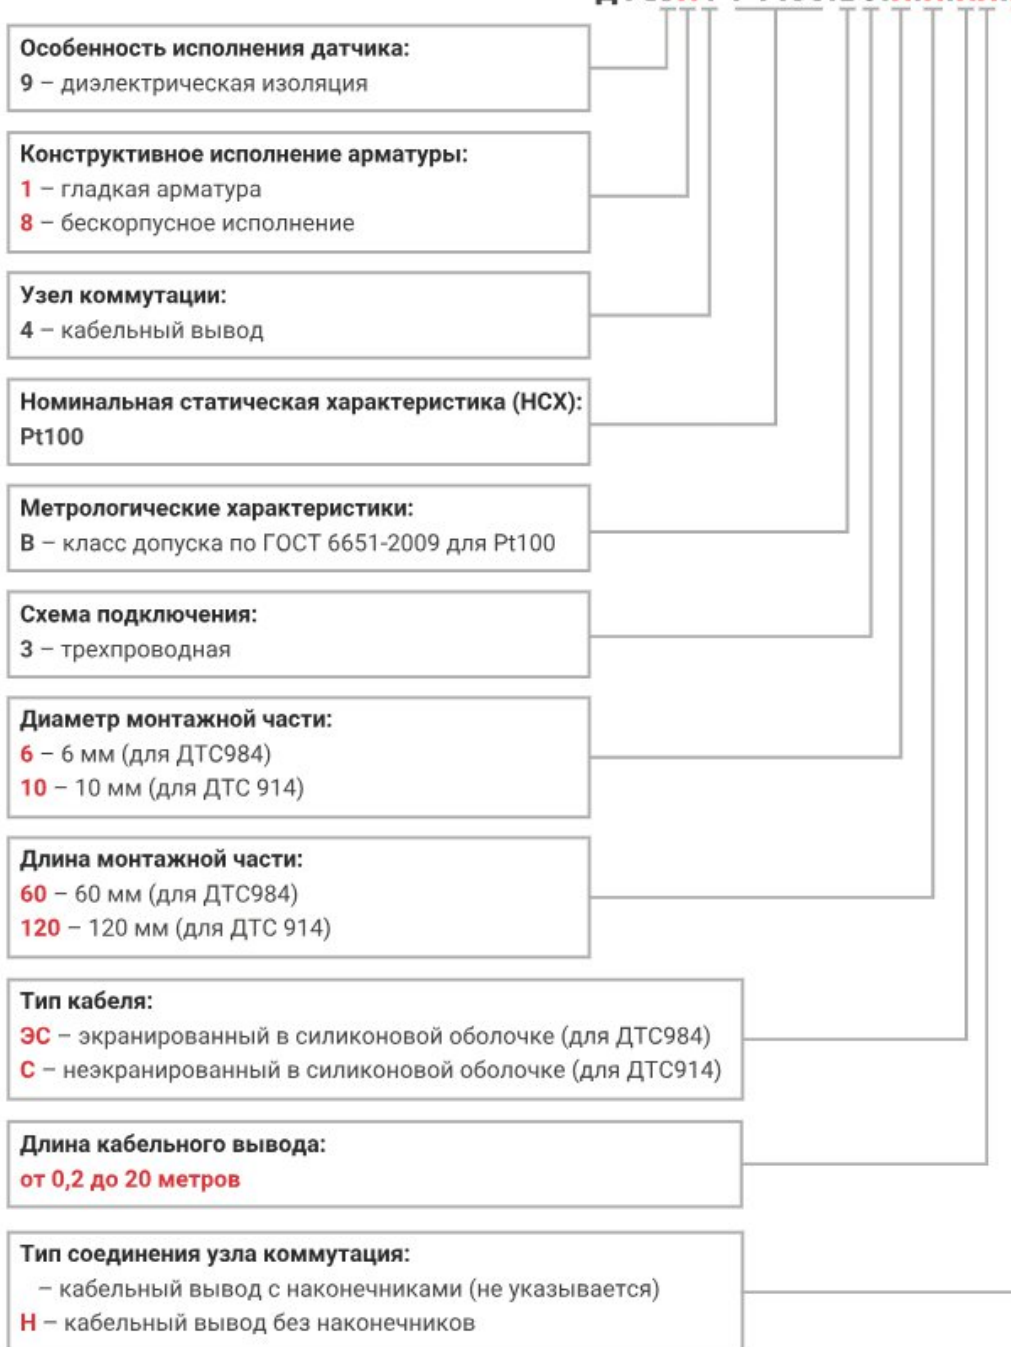 Особенность исполнения датчика:
9 – диэлектрическая изоляция
Конструктивное исполнение арматуры:
1 – гладкая арматура
8 – бескорпусное исполнение
Узел коммутации:
4 – кабельный вывод
Номинальная статическая характеристика (НСХ):
Pt100
Метрологические характеристики:
В – класс допуска по ГОСТ 6651-2009 для Pt100
Схема подключения:
3 – трехпроводная
Диаметр монтажной части:
6 – 6 мм (для ДТС984)
10 – 10 мм (для ДТС 914)
Длина монтажной части:
60 – 60 мм (для ДТС984)
120 – 120 мм (для ДТС 914)
Тип кабеля:
ЭС – экранированный в силиконовой оболочке (для ДТС984)
С – неэкранированный в силиконовой оболочке (для ДТС914)
Длина кабельного вывода:
от 0,2 до 20 метров
Тип соединения узла коммутация:
– кабельный вывод с наконечниками (не указывается)
Н – кабельный вывод без наконечников